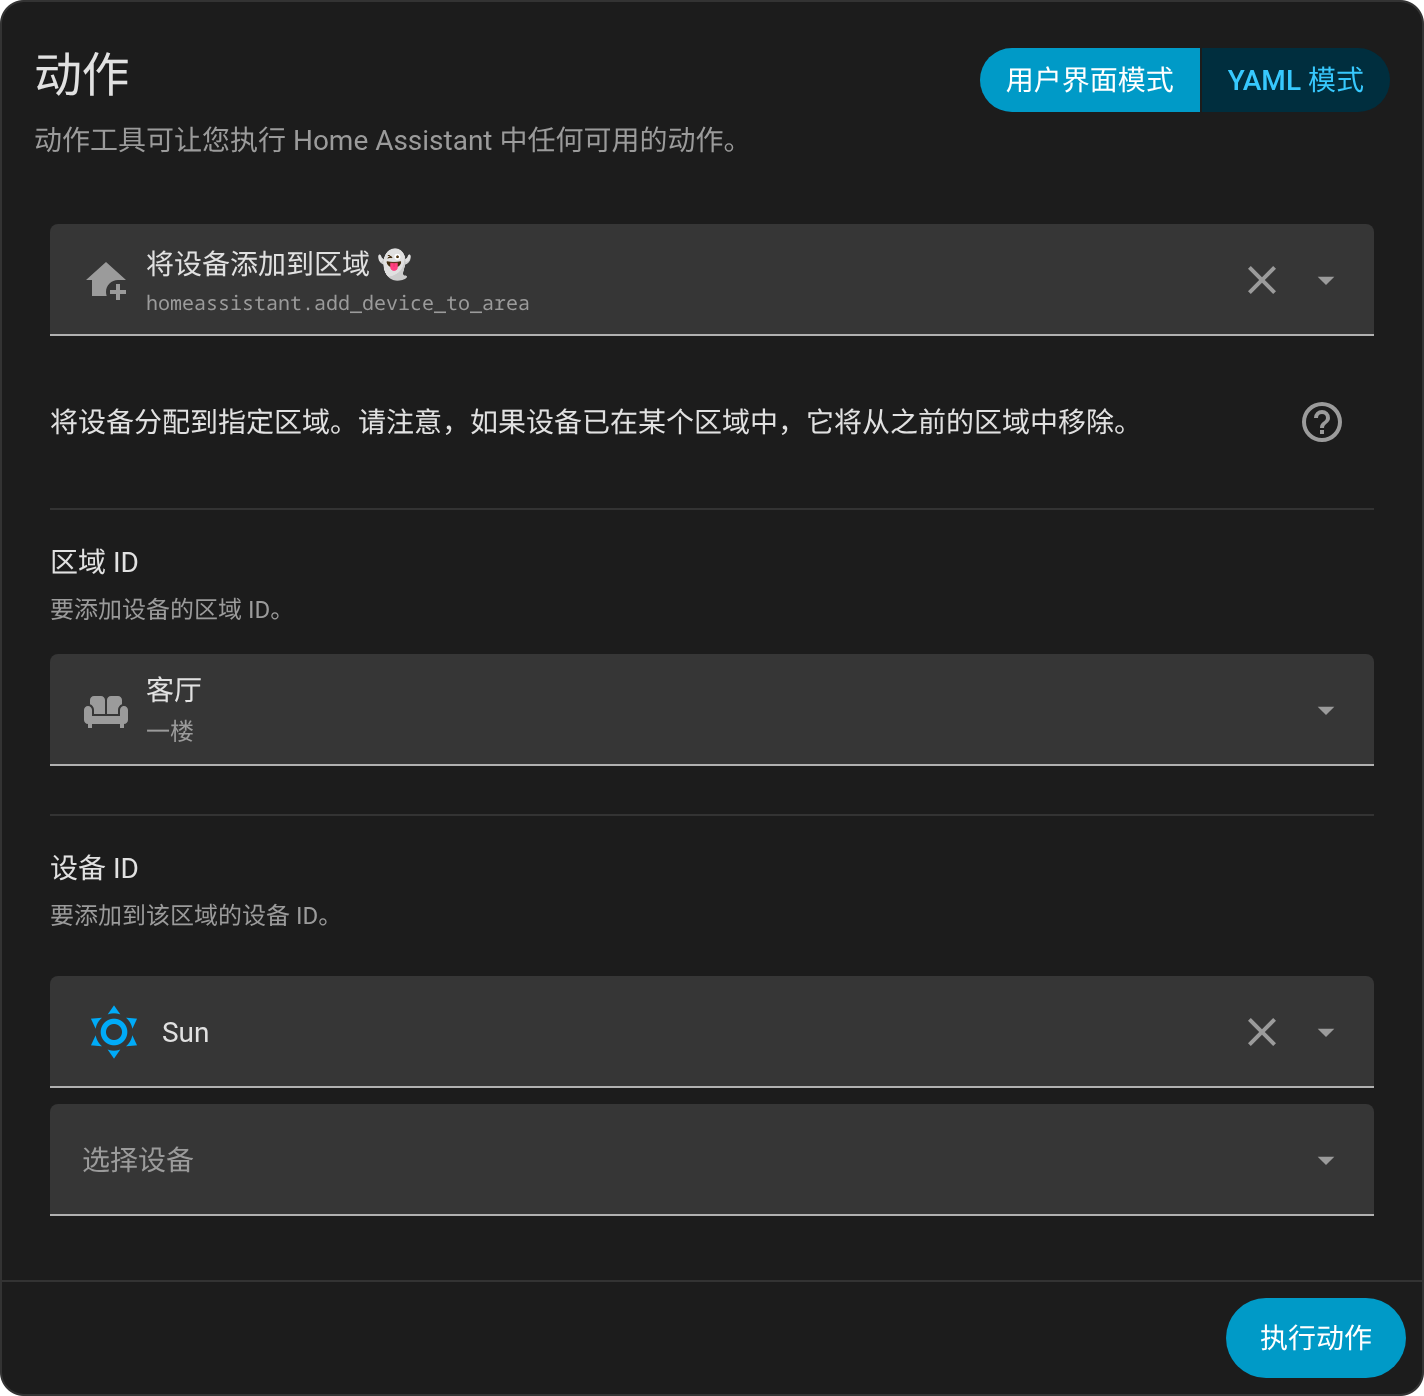 动作
用户界面模式
YAML 模式
动作工具可让您执行 Home Assistant 中任何可用的动作。
将设备添加到区域 👻
homeassistant.add_device_to_area
将设备分配到指定区域。请注意，如果设备已在某个区域中，它将从之前的区域中移除。
区域 ID
要添加设备的区域 ID。
客厅
一楼
设备 ID
要添加到该区域的设备 ID。
Sun
选择设备
执行动作